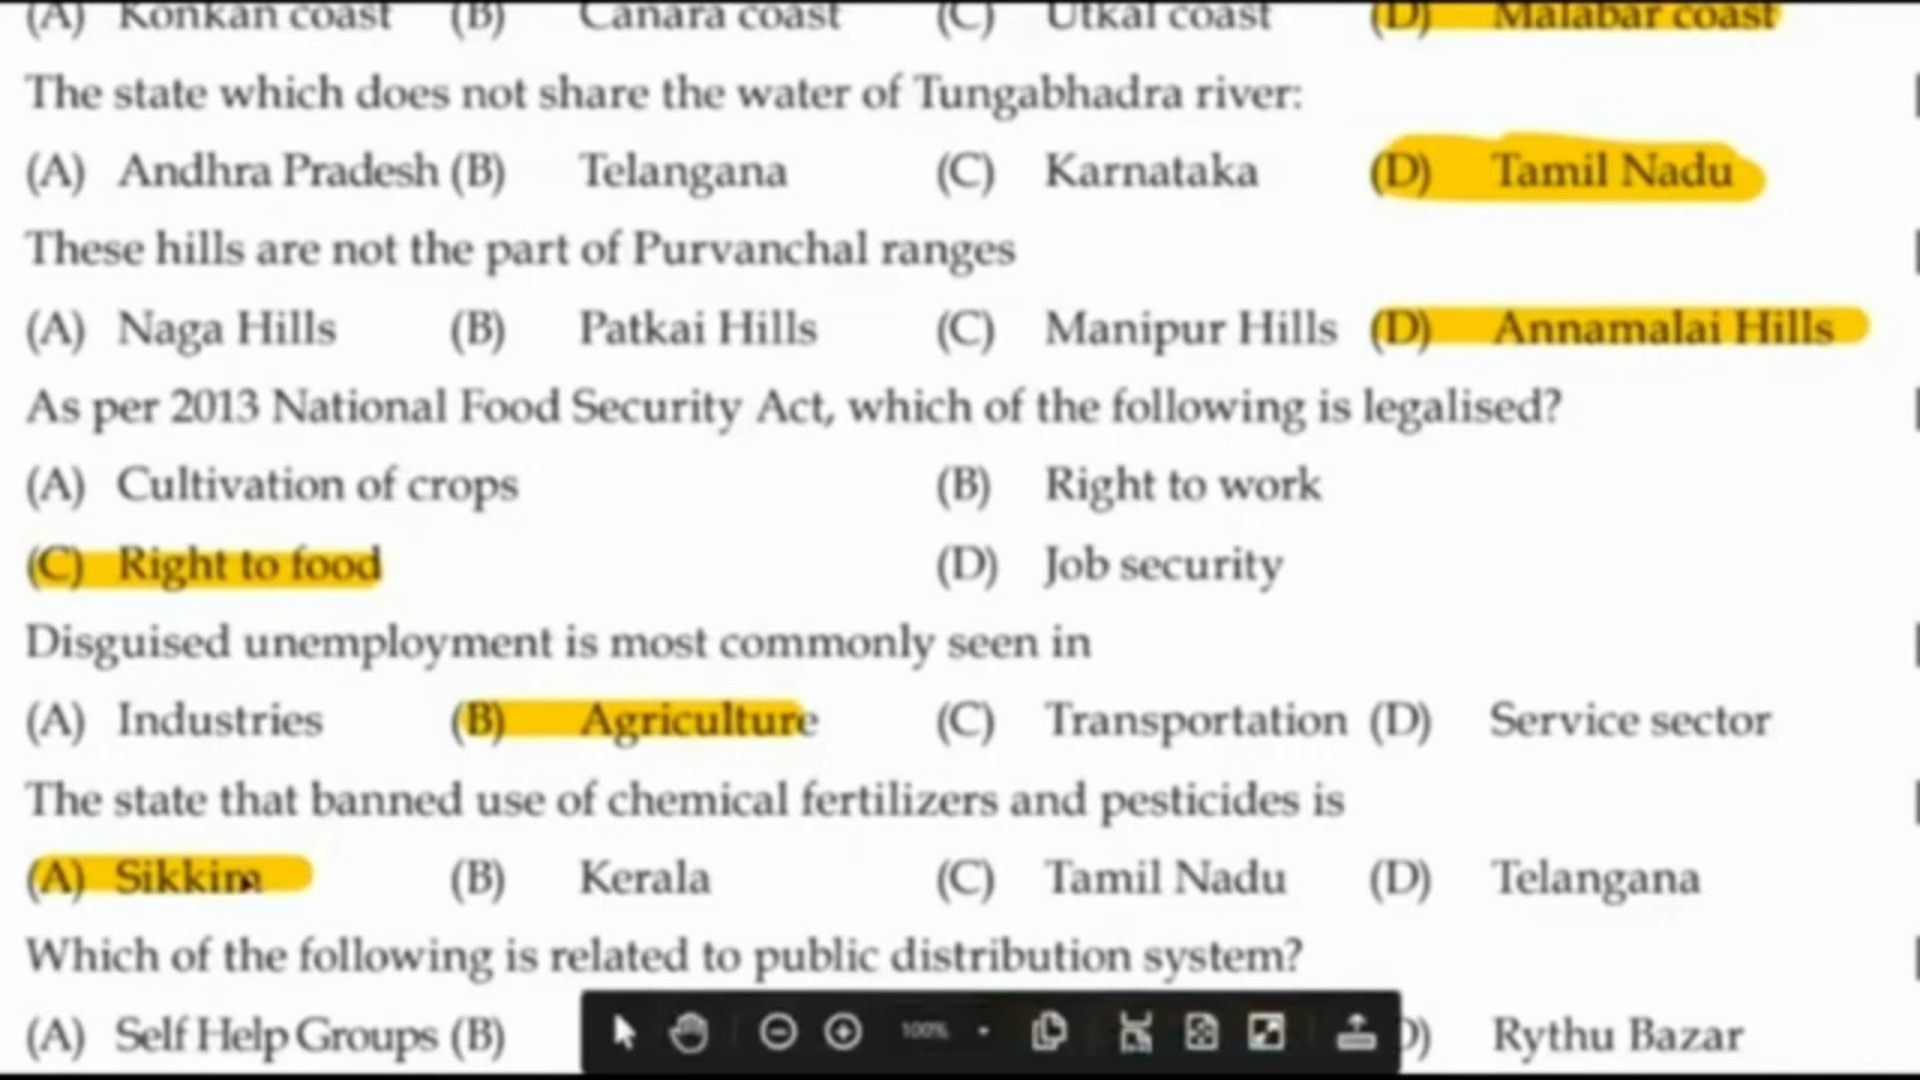 (A) Konkan coast (B) Canara coast (C) Utkal coast (D) Malabar coast
The state which does not share the water of Tungabhadra river:
(A) Andhra Pradesh (B) Telangana (C) Karnataka (D) Tamil Nadu
These hills are not the part of Purvanchal ranges
(A) Naga Hills (B) Patkai Hills (C) Manipur Hills (D) Annamalai Hills
As per 2013 National Food Security Act, which of the following is legalised?
(A) Cultivation of crops (B) Right to work
(C) Right to food (D) Job security
Disguised unemployment is most commonly seen in
(A) Industries (B) Agriculture (C) Transportation (D) Service sector
The state that banned use of chemical fertilizers and pesticides is
(A) Sikkim (B) Kerala (C) Tamil Nadu (D) Telangana
Which of the following is related to public distribution system?
(A) Self Help Groups (B) D) Rythu Bazar
100%